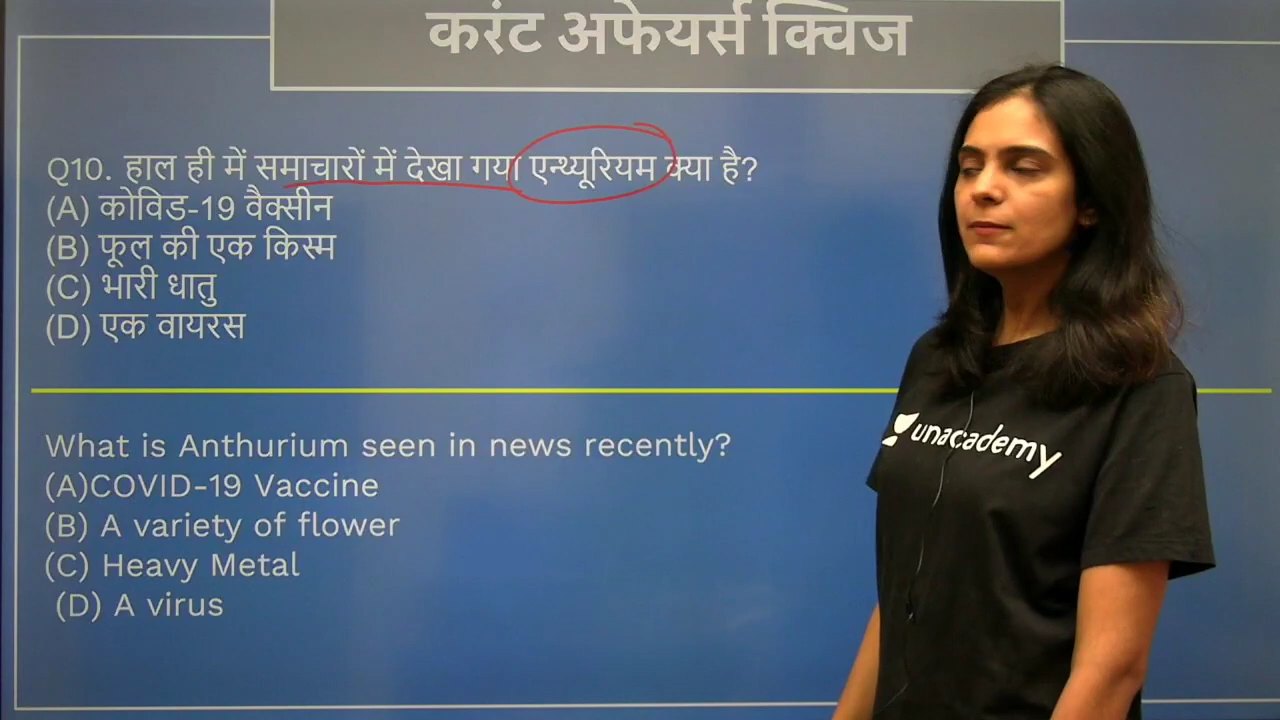 करंट अफेयर्स क्विज
Q10. हाल ही में समाचारों में देखा गया एन्थ्यूरियम क्या है?
(A) कोविड-19 वैक्सीन
(B) फूल की एक किस्म
(C) भारी धातु
(D) एक वायरस
What is Anthurium seen in news recently?
(A)COVID-19 Vaccine
(B) A variety of flower
(C) Heavy Metal
(D) A virus
unacademy